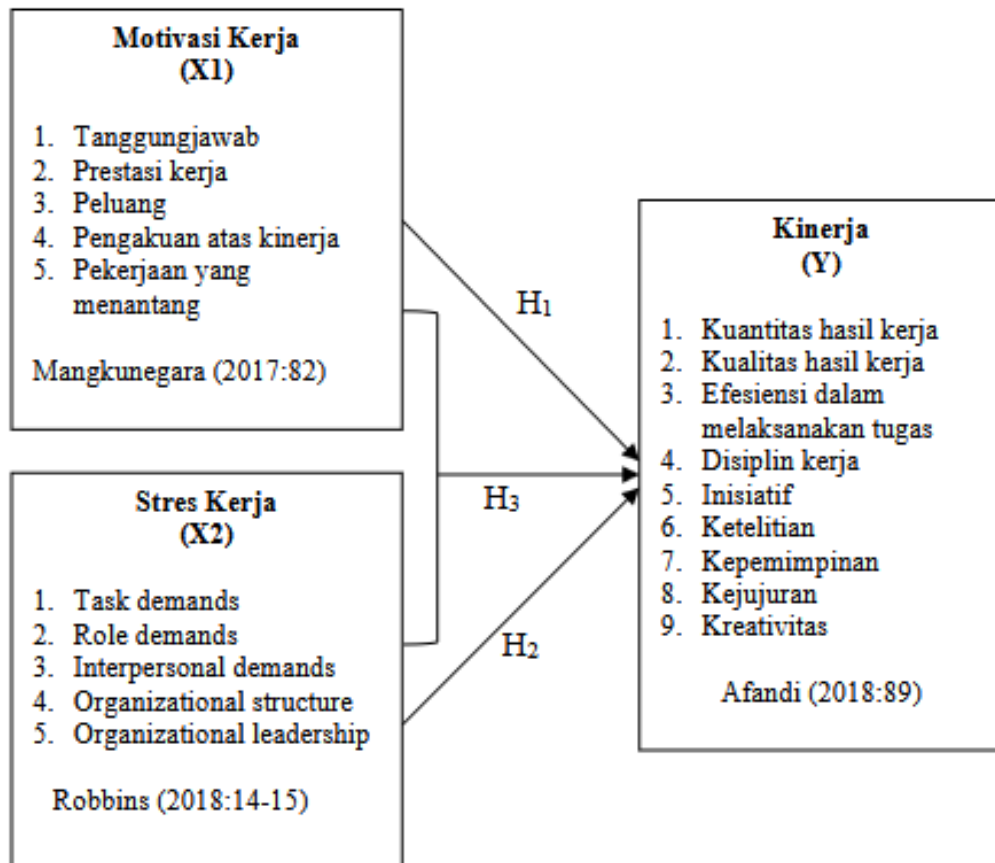 Motivasi Kerja
(X1)
1. Tanggungjawab
2. Prestasi kerja
3. Peluang
4. Pengakuan atas kinerja
5. Pekerjaan yang
menantang
Mangkunegara (2017:82)
Stres Kerja
(X2)
1. Task demands
2. Role demands
3. Interpersonal demands
4. Organizational structure
5. Organizational leadership
Robbins (2018:14-15)
H₁
H₃
H₂
Kinerja
(Y)
1. Kuantitas hasil kerja
2. Kualitas hasil kerja
3. Efesiensi dalam
melaksanakan tugas
4. Disiplin kerja
5. Inisiatif
6. Ketelitian
7. Kepemimpinan
8. Kejujuran
9. Kreativitas
Afandi (2018:89)